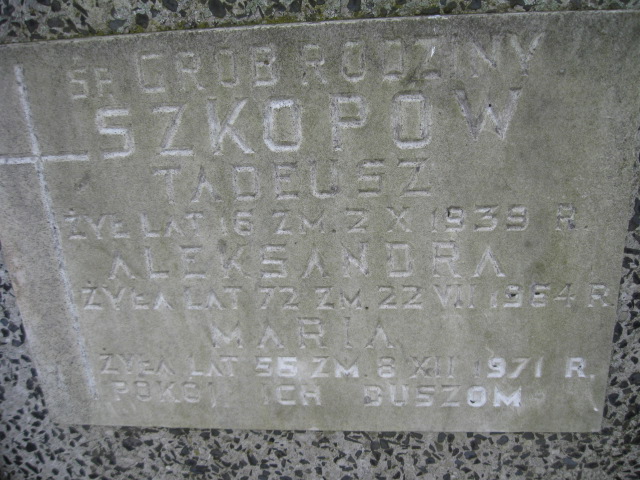 ŚP. GRÓB RODZINY
SZKOPÓW
TADEUSZ
ŻYŁ LAT 16 ZM. 2 X 1939 R.
ALEKSANDRA
ŻYŁA LAT 72 ZM. 22 VII 1964 R
MARIA
ŻYŁA LAT 55 ZM. 8 XII 1971 R.
POKÓJ ICH DUSZOM